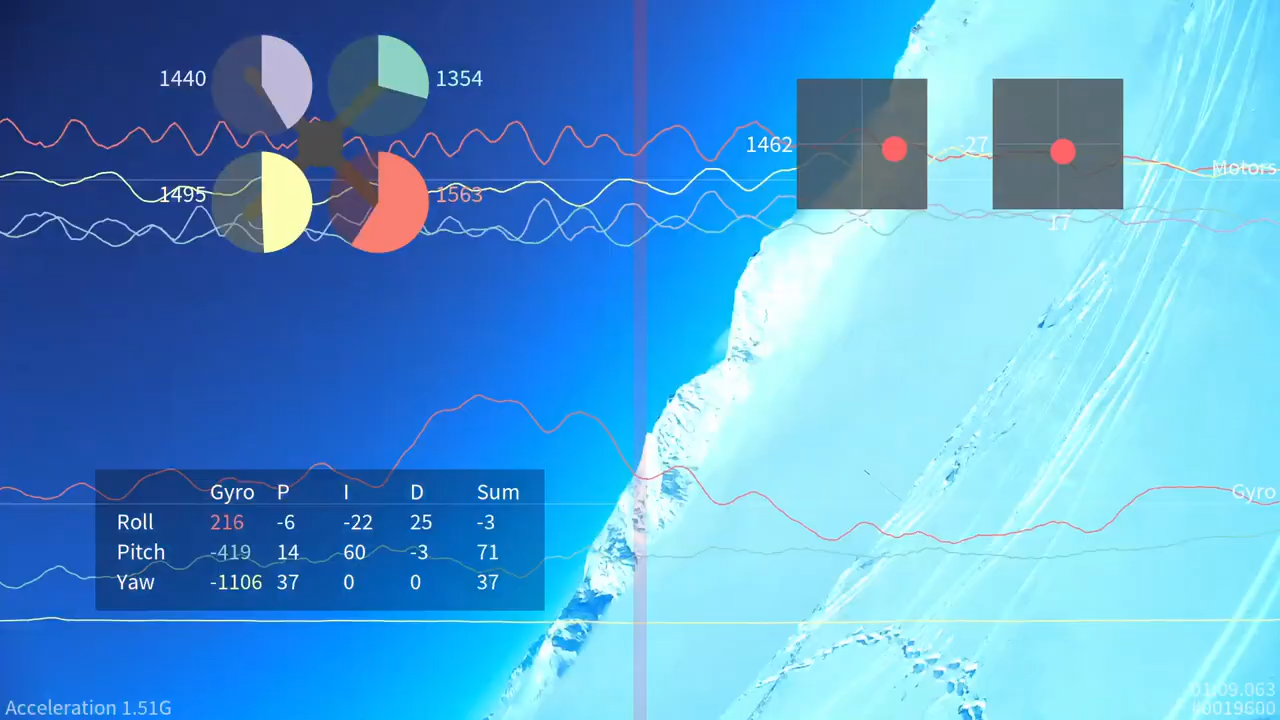 1440 1354
1462 27
Motors
1495 1563
17
Gyro
Gyro P I D Sum
Roll 216 -6 -22 25 -3
Pitch -419 14 60 -3 71
Yaw -1106 37 0 0 37
01:09.063
Acceleration 1.51G #0019600